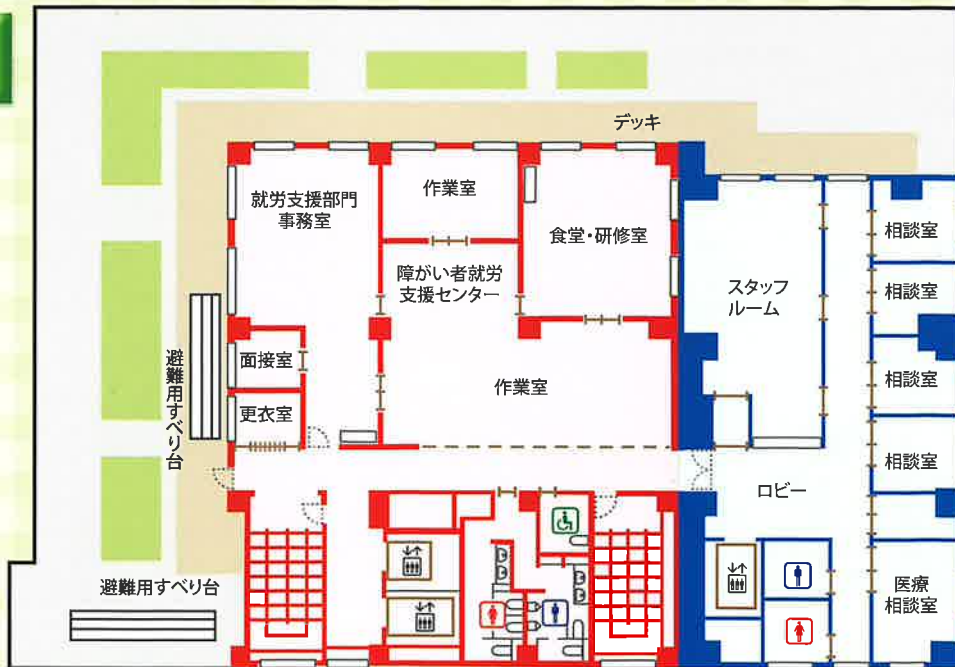 デッキ
就労支援部門
事務室
作業室
食堂・研修室
障がい者就労
支援センター
スタッフ
ルーム
相談室
相談室
相談室
相談室
面接室
更衣室
作業室
避難用すべり台
ロビー
避難用すべり台
医療
相談室